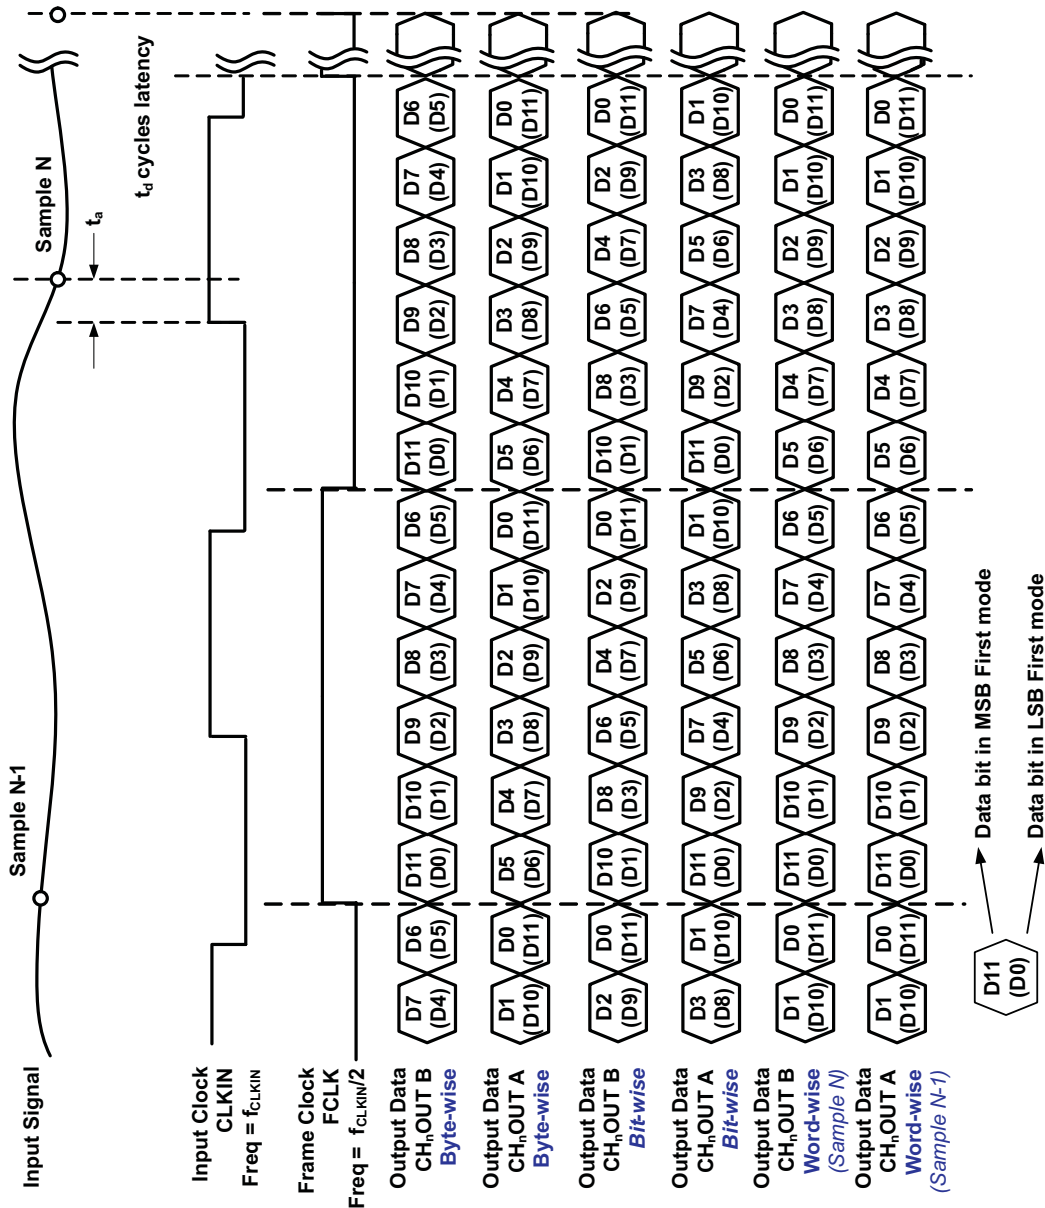 Input Signal
Sample N-1
Sample N
tₐ
t_d cycles latency
Input Clock
CLKIN
Freq = f_CLKIN
Frame Clock
FCLK
Freq = f_CLKIN/2
Output Data
CHₙOUT B
Byte-wise
D7 D6 D11 D10 D9 D8 D7 D6 D11 D10 D9 D8 D7 D6
(D4) (D5) (D0) (D1) (D2) (D3) (D4) (D5) (D0) (D1) (D2) (D3) (D4) (D5)
Output Data
CHₙOUT A
Byte-wise
D1 D0 D5 D4 D3 D2 D1 D0 D5 D4 D3 D2 D1 D0
(D10) (D11) (D6) (D7) (D8) (D9) (D10) (D11) (D6) (D7) (D8) (D9) (D10) (D11)
Output Data
CHₙOUT B
Bit-wise
D2 D0 D10 D8 D6 D4 D2 D0 D10 D8 D6 D4 D2 D0
(D9) (D11) (D1) (D3) (D5) (D7) (D9) (D11) (D1) (D3) (D5) (D7) (D9) (D11)
Output Data
CHₙOUT A
Bit-wise
D3 D1 D11 D9 D7 D5 D3 D1 D11 D9 D7 D5 D3 D1
(D8) (D10) (D0) (D2) (D4) (D6) (D8) (D10) (D0) (D2) (D4) (D6) (D8) (D10)
Output Data
CHₙOUT B
Word-wise
(Sample N)
D1 D0 D11 D10 D9 D8 D7 D6 D5 D4 D3 D2 D1 D0
(D10) (D11) (D0) (D1) (D2) (D3) (D4) (D5) (D6) (D7) (D8) (D9) (D10) (D11)
Output Data
CHₙOUT A
Word-wise
(Sample N-1)
D1 D0 D11 D10 D9 D8 D7 D6 D5 D4 D3 D2 D1 D0
(D10) (D11) (D0) (D1) (D2) (D3) (D4) (D5) (D6) (D7) (D8) (D9) (D10) (D11)
D11
(D0)
Data bit in MSB First mode
Data bit in LSB First mode